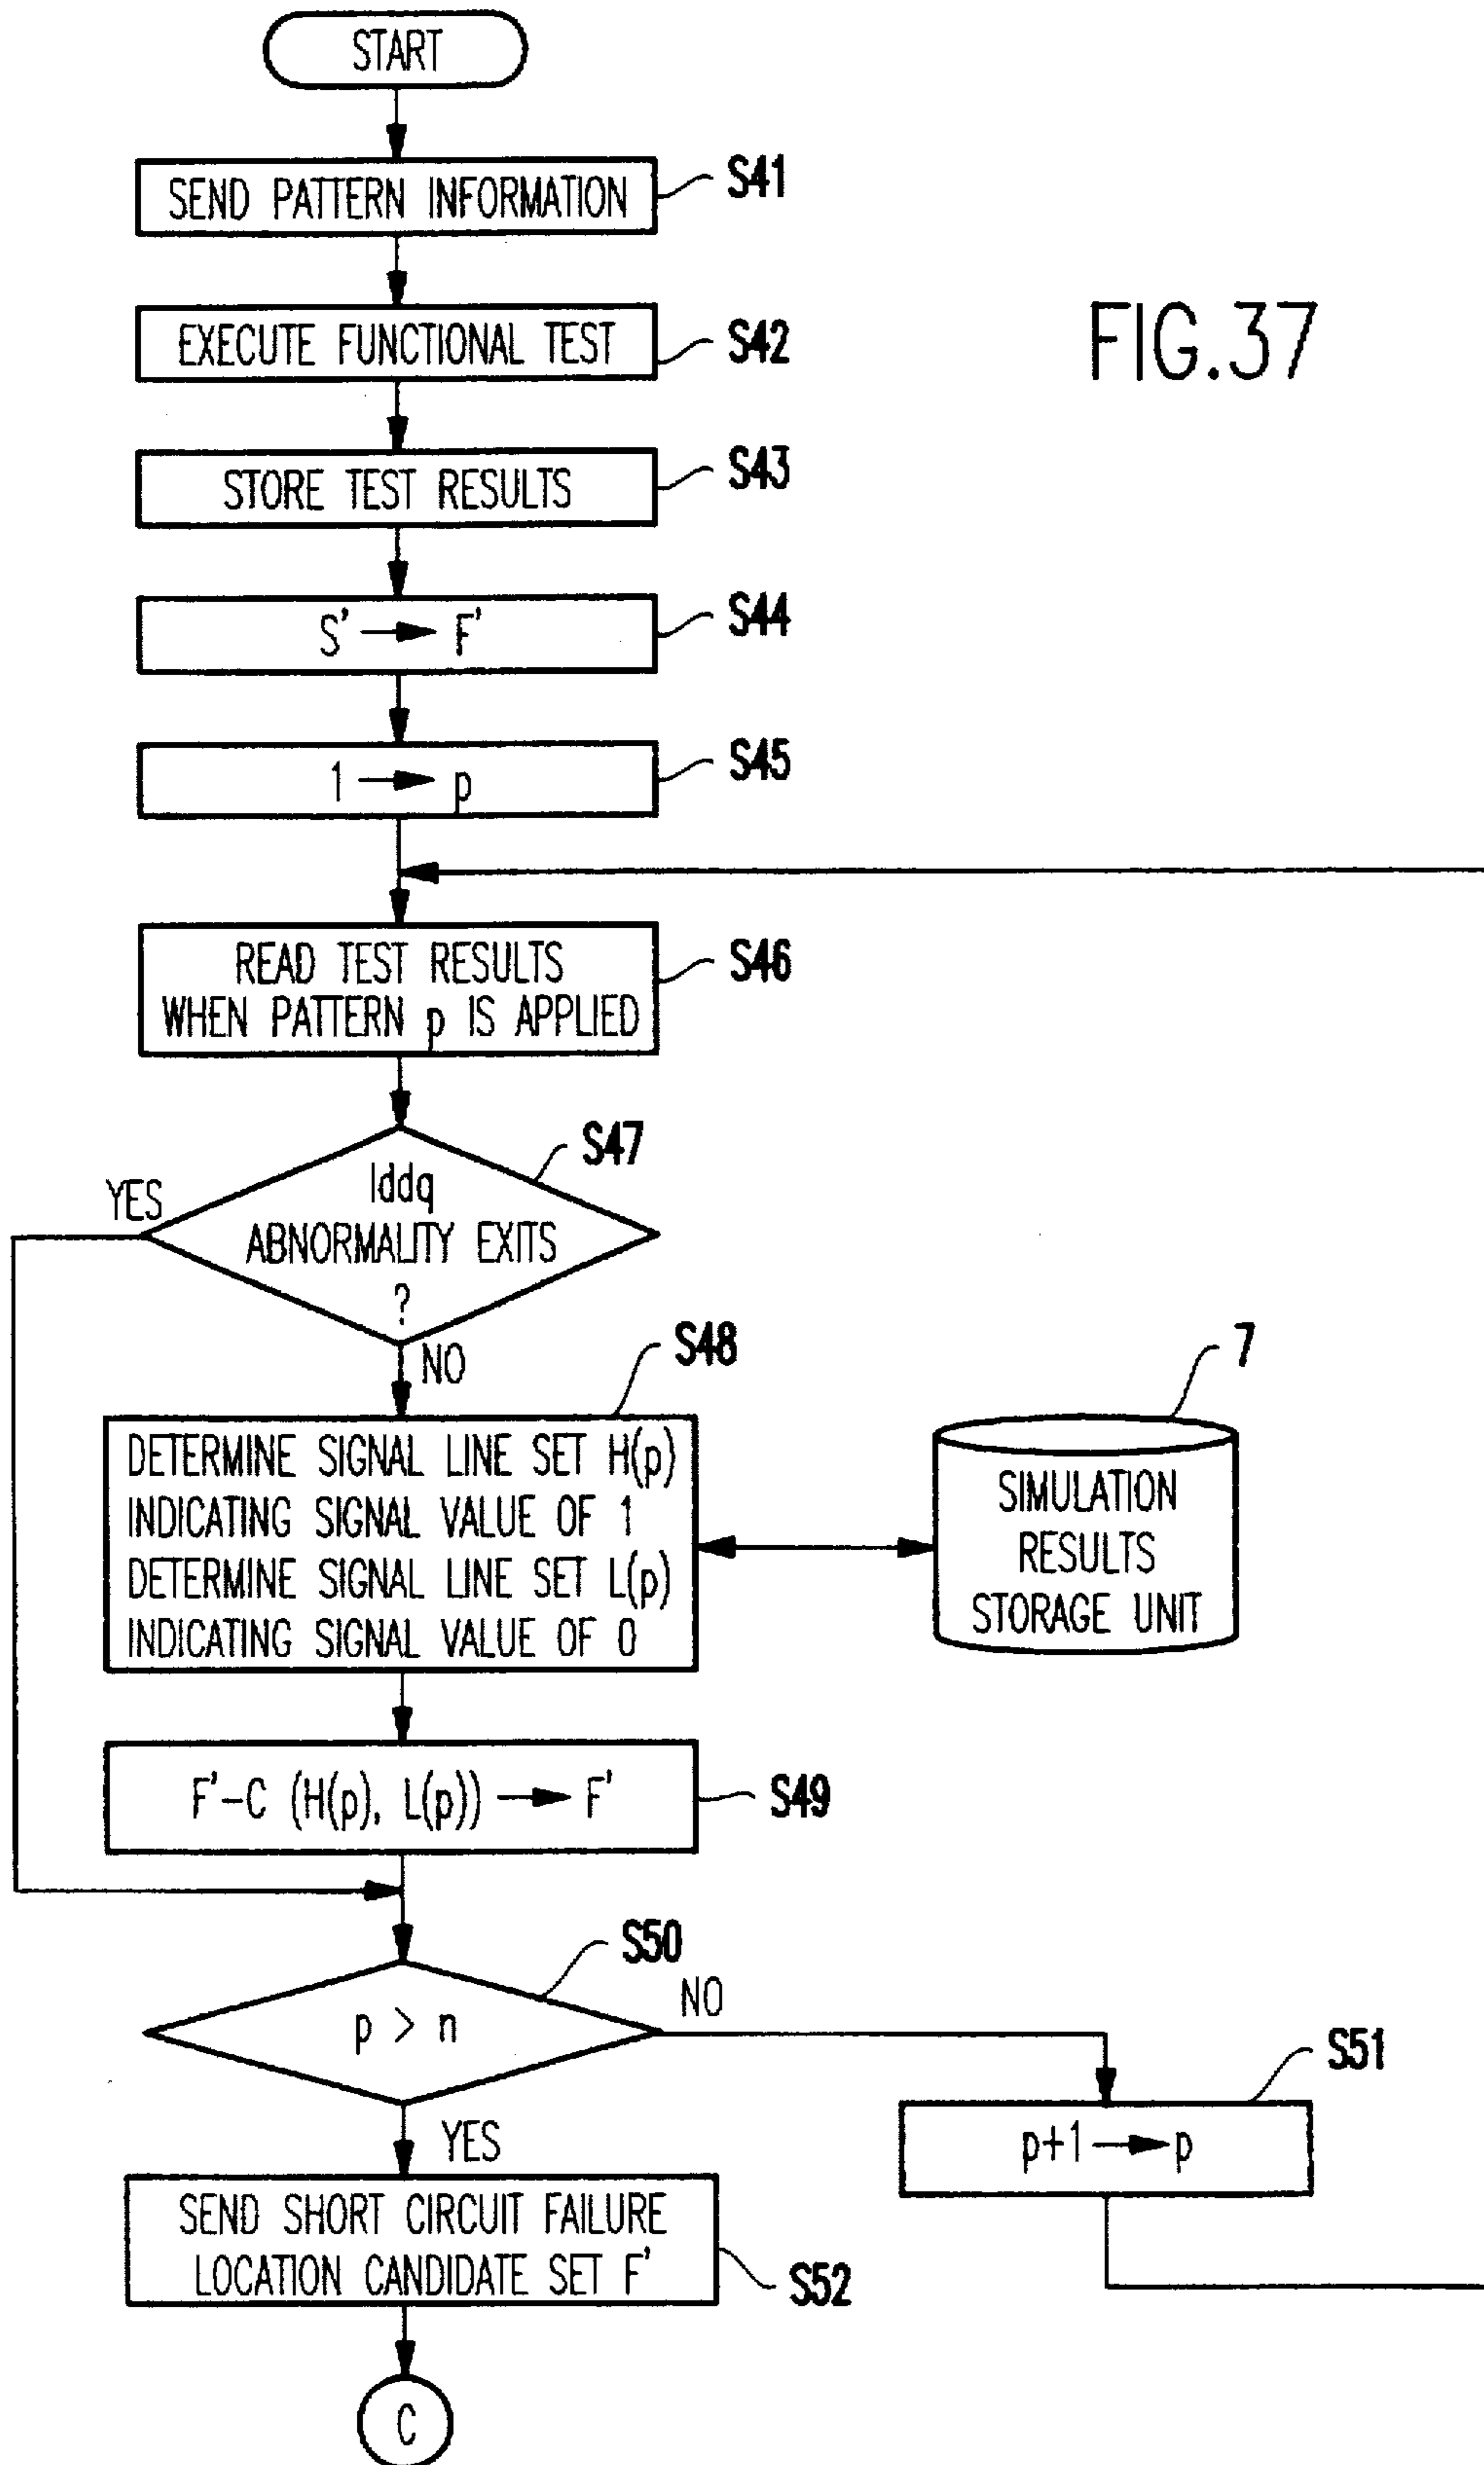 START
SEND PATTERN INFORMATION
S41
EXECUTE FUNCTIONAL TEST
S42
FIG.37
STORE TEST RESULTS
S43
S' → F'
S44
1 → p
S45
READ TEST RESULTS
WHEN PATTERN p IS APPLIED
S46
S47
YES
Iddq
ABNORMALITY EXITS
?
NO
S48
7
DETERMINE SIGNAL LINE SET H(p)
INDICATING SIGNAL VALUE OF 1
DETERMINE SIGNAL LINE SET L(p)
INDICATING SIGNAL VALUE OF 0
SIMULATION
RESULTS
STORAGE UNIT
F'-C (H(p), L(p)) → F'
S49
S50
p > n
NO
S51
p+1 → p
YES
SEND SHORT CIRCUIT FAILURE
LOCATION CANDIDATE SET F'
S52
C